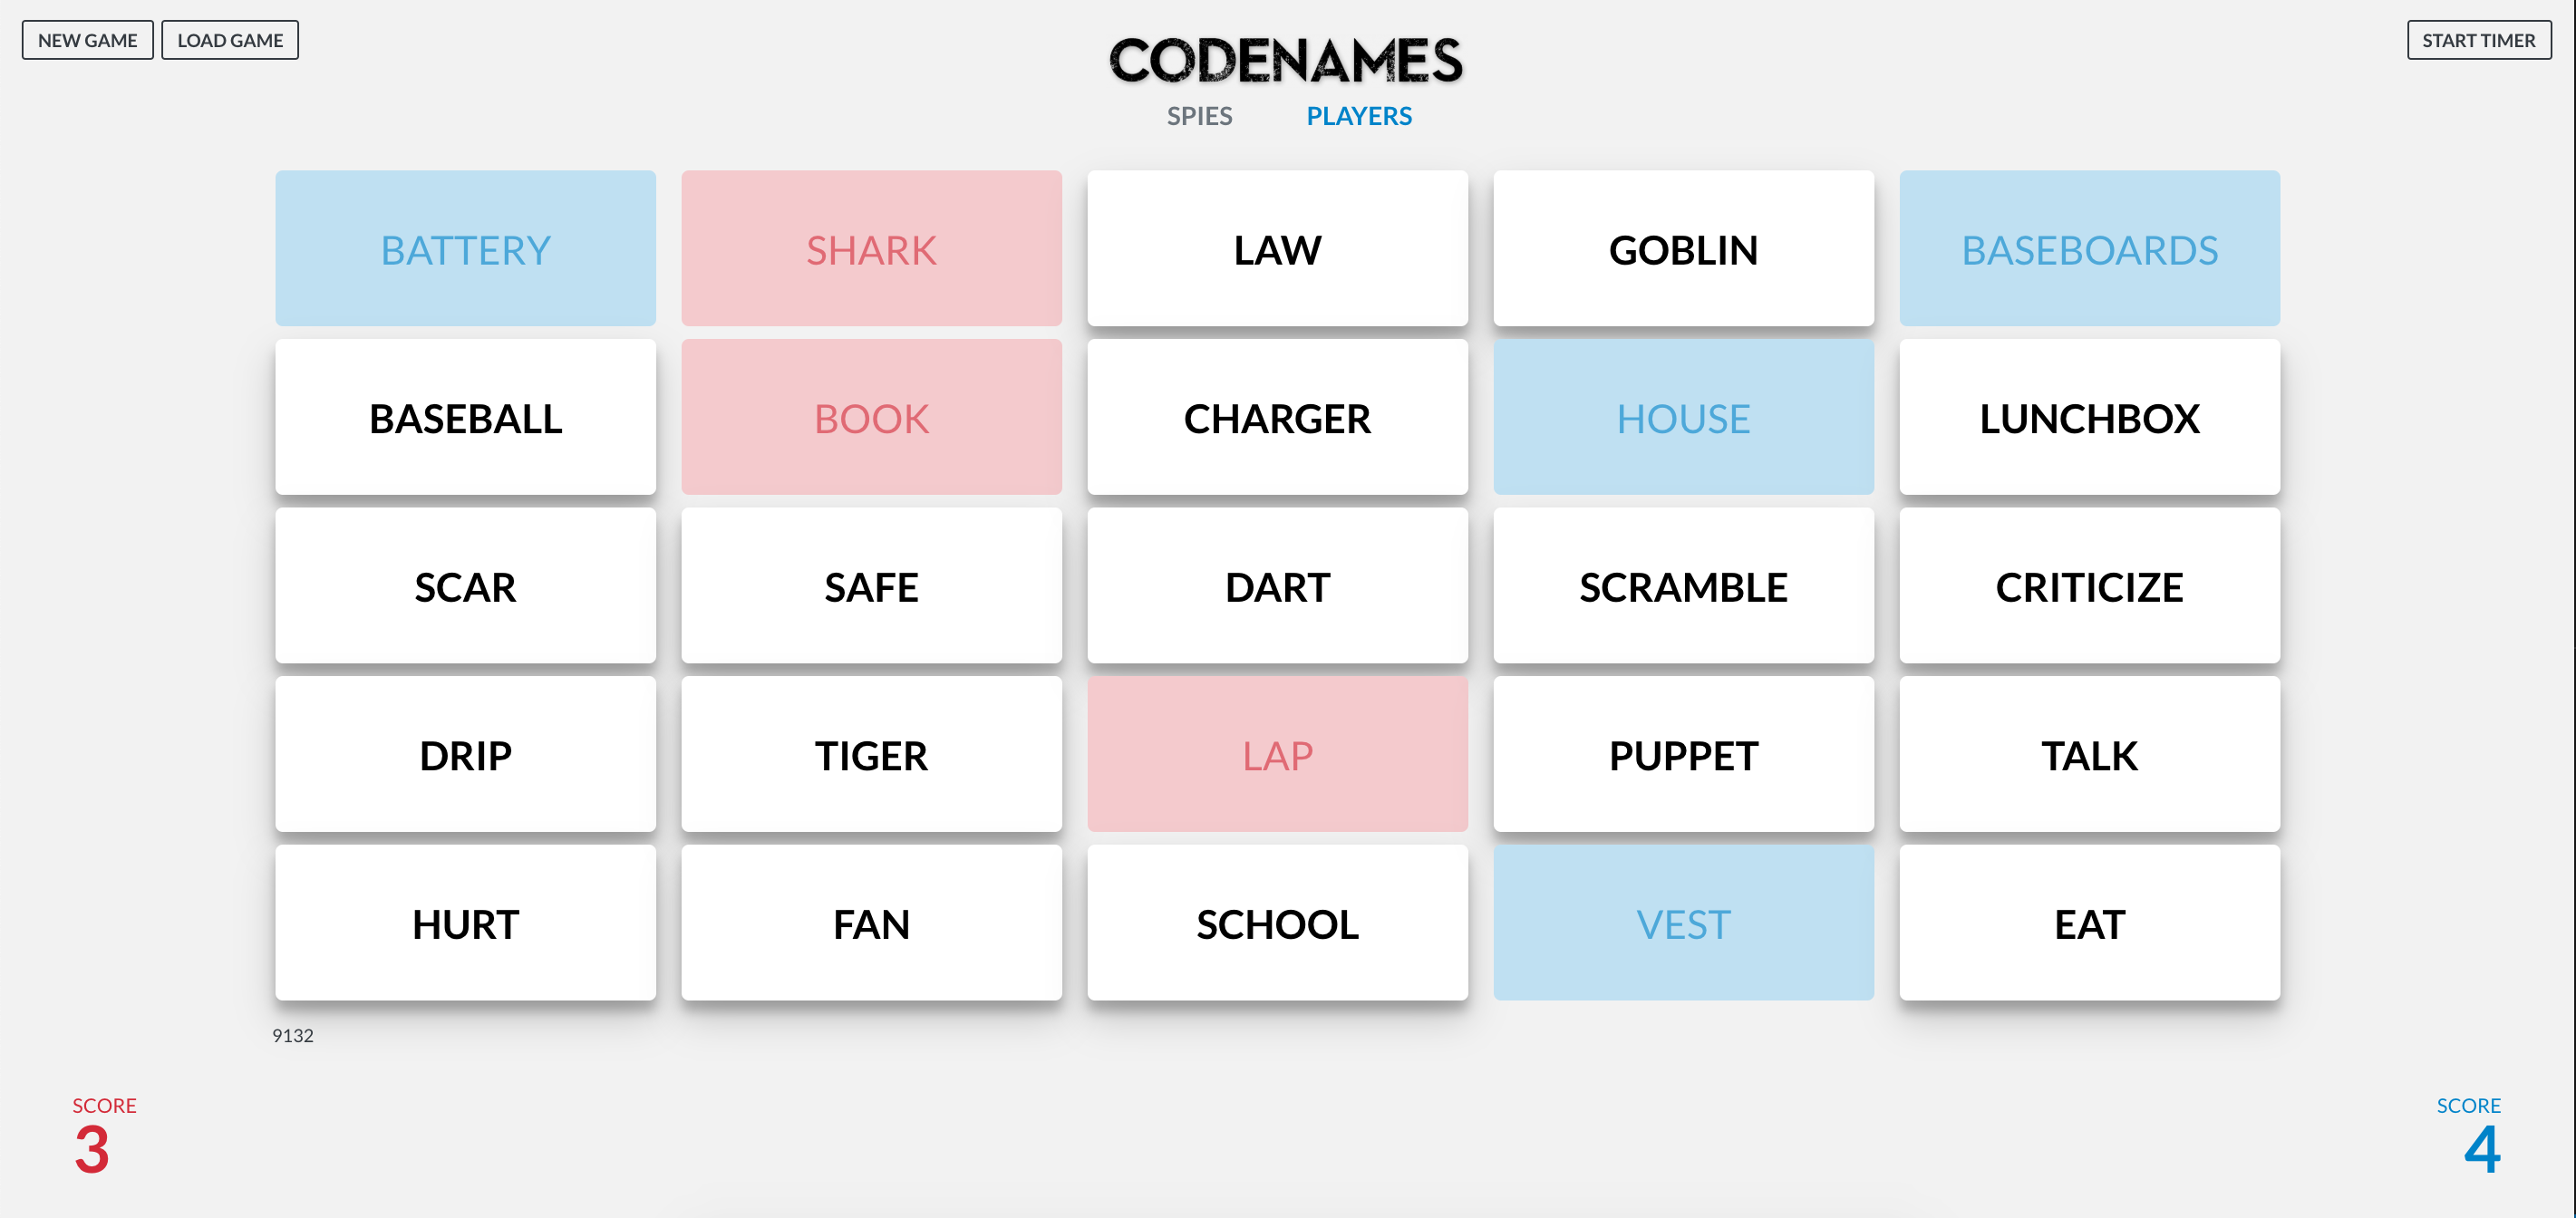 NEW GAME LOAD GAME CODENAMES START TIMER
SPIES PLAYERS
BATTERY SHARK LAW GOBLIN BASEBOARDS
BASEBALL BOOK CHARGER HOUSE LUNCHBOX
SCAR SAFE DART SCRAMBLE CRITICIZE
DRIP TIGER LAP PUPPET TALK
HURT FAN SCHOOL VEST EAT
9132
SCORE SCORE
3 4